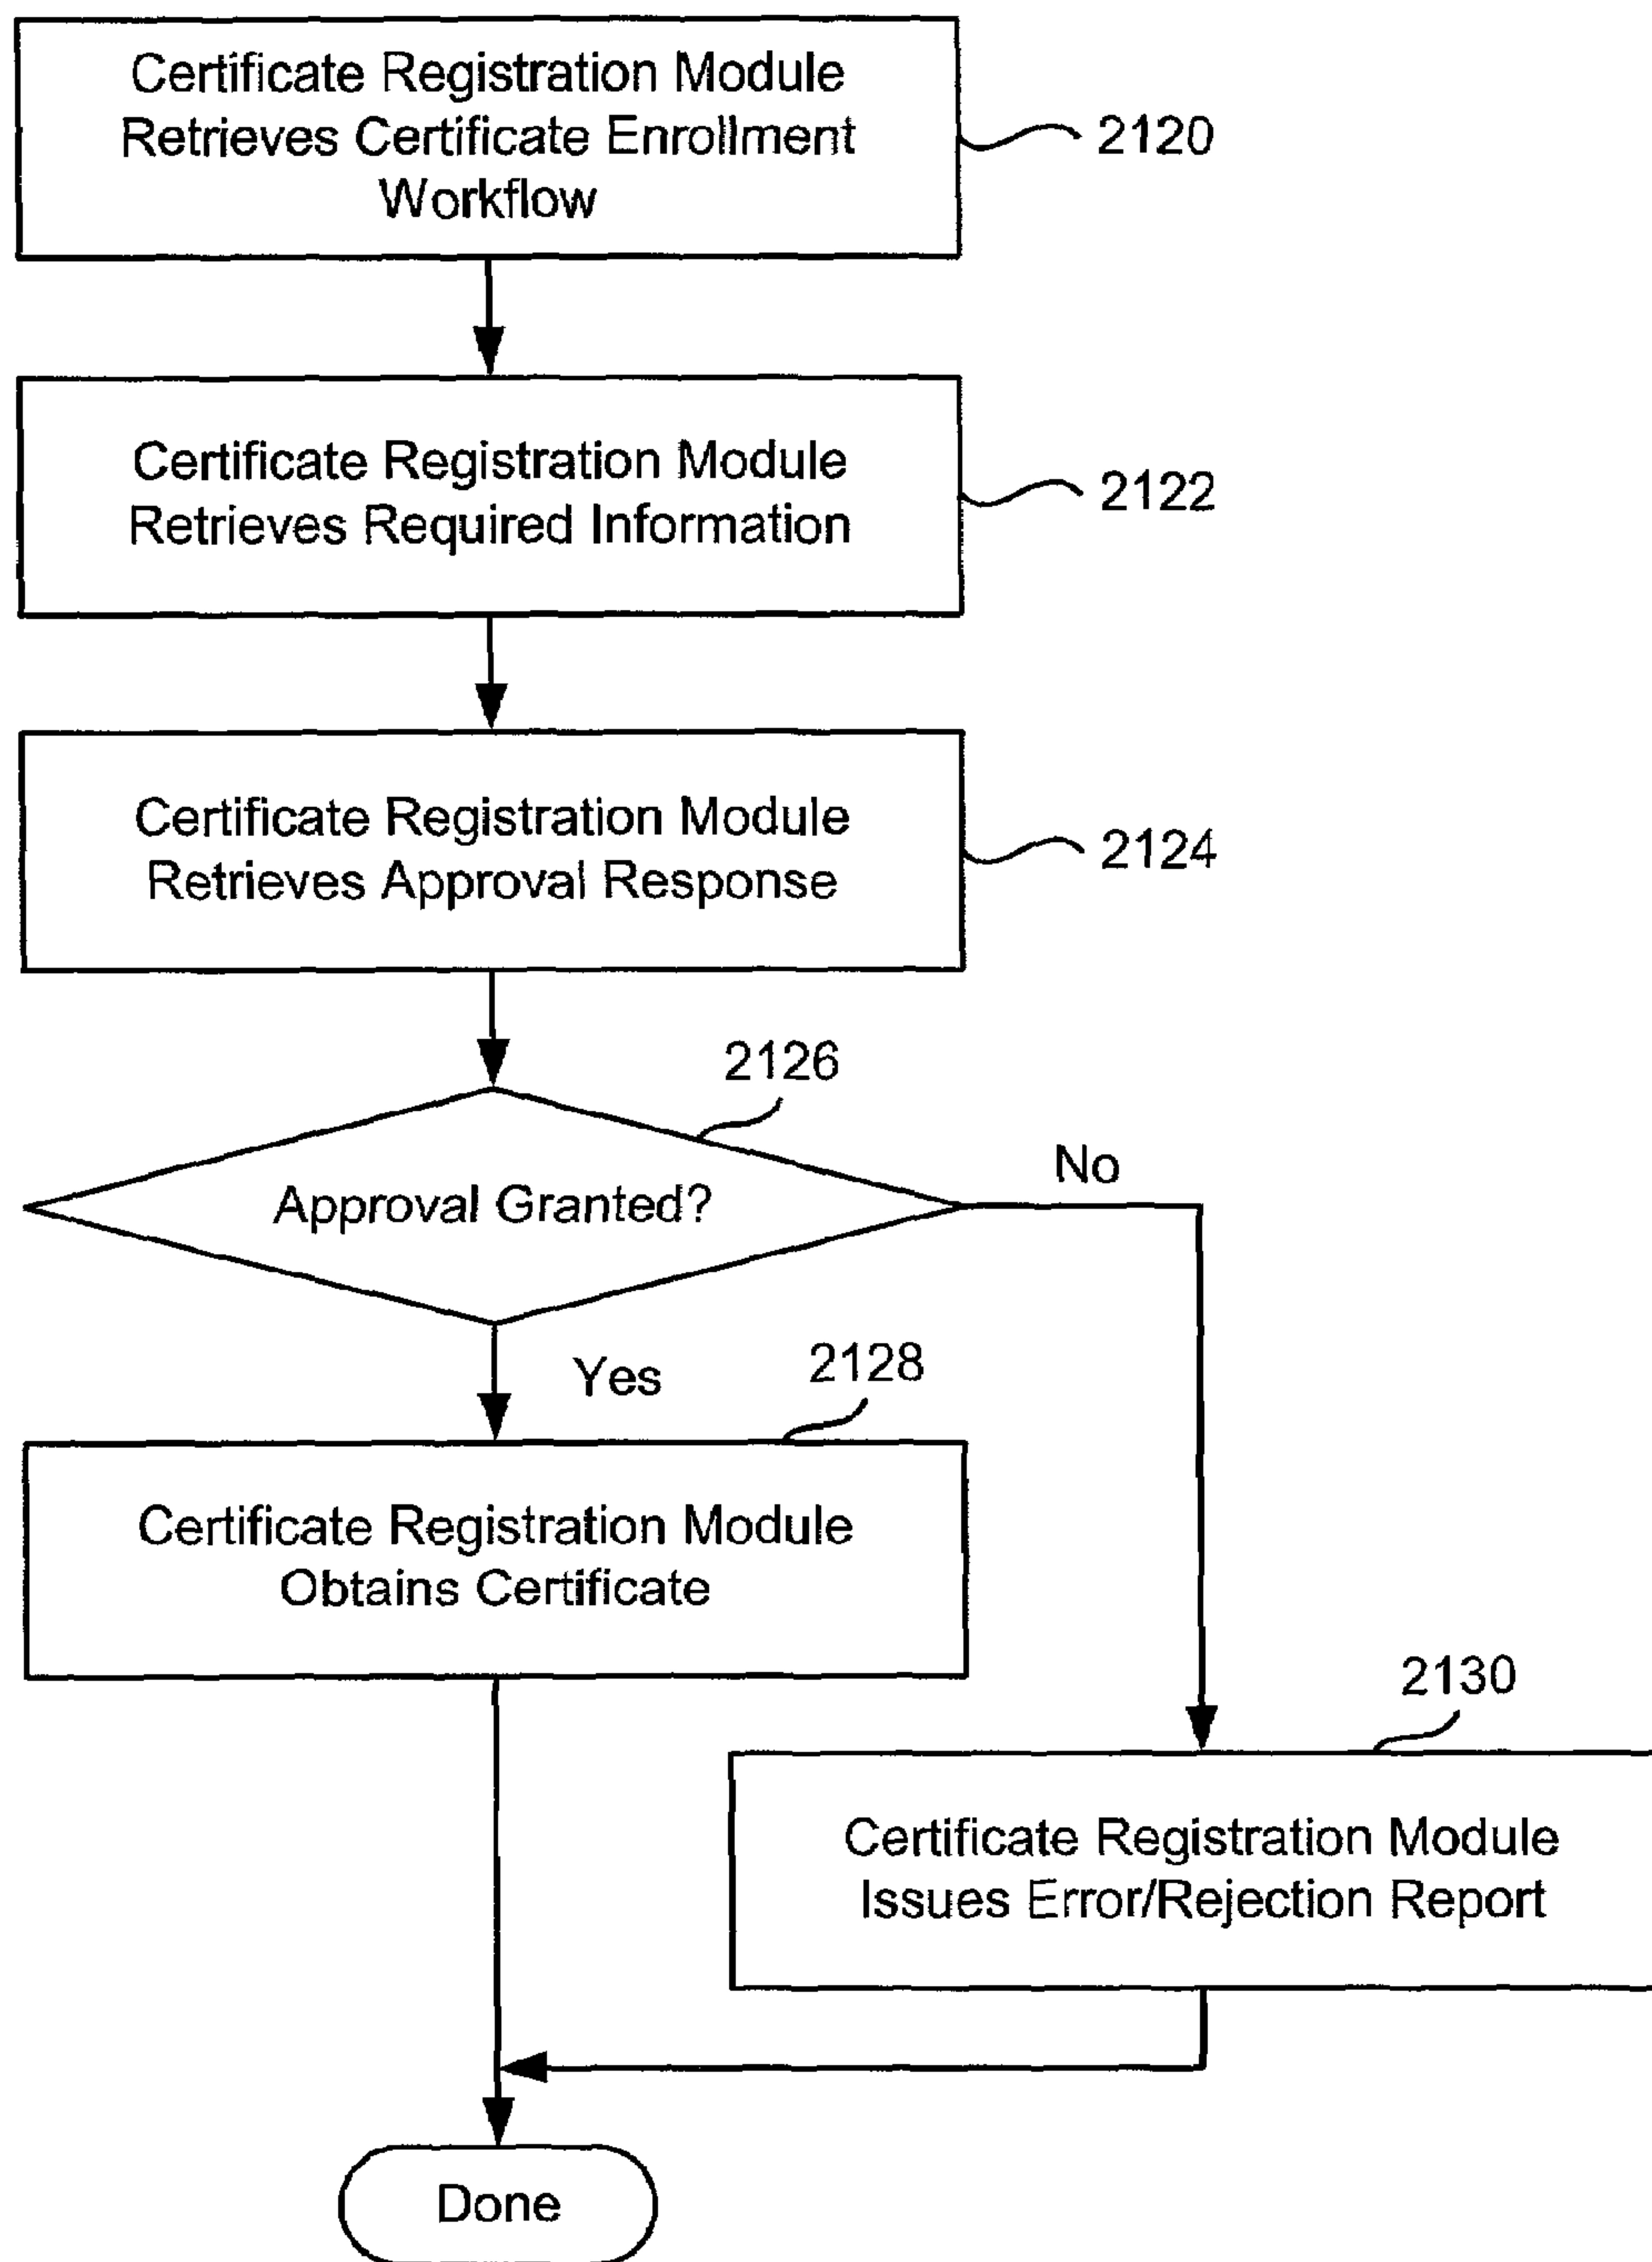 Certificate Registration Module
Retrieves Certificate Enrollment
Workflow
2120
Certificate Registration Module
Retrieves Required Information
2122
Certificate Registration Module
Retrieves Approval Response
2124
2126
Approval Granted?
No
Yes
2128
Certificate Registration Module
Obtains Certificate
2130
Certificate Registration Module
Issues Error/Rejection Report
Done